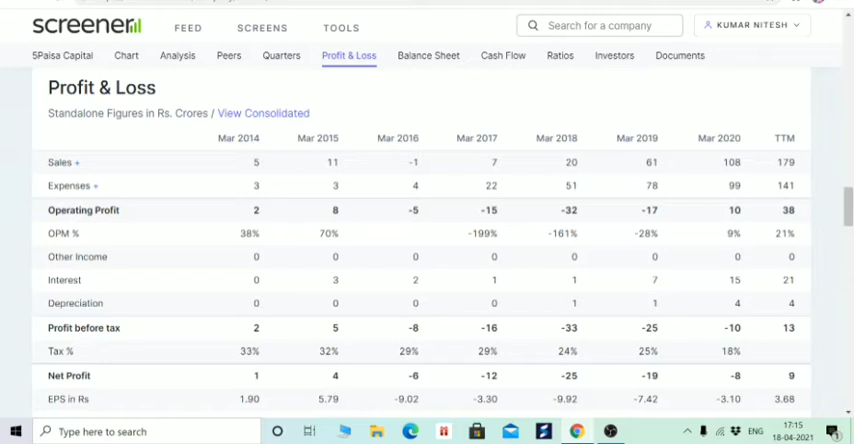 screener
FEED SCREENS TOOLS
Search for a company
KUMAR NITESH
5Paisa Capital Chart Analysis Peers Quarters Profit & Loss Balance Sheet Cash Flow Ratios Investors Documents
Profit & Loss
Standalone Figures in Rs. Crores / View Consolidated
Mar 2014 Mar 2015 Mar 2016 Mar 2017 Mar 2018 Mar 2019 Mar 2020 TTM
Sales + 5 11 -1 7 20 61 108 179
Expenses + 3 3 4 22 51 78 99 141
Operating Profit 2 8 -5 -15 -32 -17 10 38
OPM % 38% 70% -199% -161% -28% 9% 21%
Other Income 0 0 0 0 0 0 0 0
Interest 0 3 2 1 1 7 15 21
Depreciation 0 0 0 0 1 1 4 4
Profit before tax 2 5 -8 -16 -33 -25 -10 13
Tax % 33% 32% 29% 29% 24% 25% 18%
Net Profit 1 4 -6 -12 -25 -19 -8 9
EPS in Rs 1.90 5.79 -9.02 -3.30 -9.92 -7.42 -3.10 3.68
Type here to search
ENG
17:15
18-04-2021